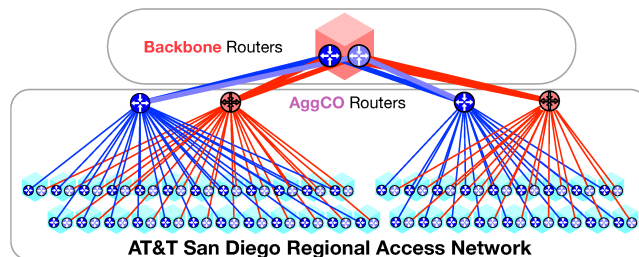 Backbone Routers
AggCO Routers
AT&T San Diego Regional Access Network